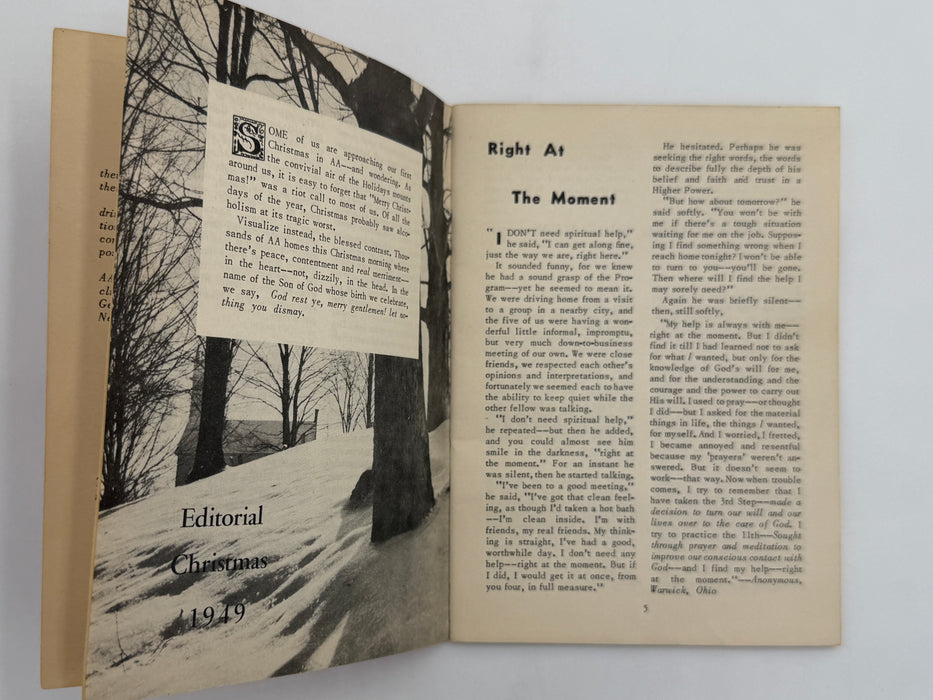 the
the
dri
tio
con
po
AA
cl
Ge
Ne
SOME of us are approaching our first
Christmas in AA—and wondering. As
the convivial air of the Holidays mounts
around us, it is easy to forget that "Merry Christ-
mas!" was a riot call to most of us. Of all the
days of the year, Christmas probably saw alco-
holism at its tragic worst.
Visualize instead, the blessed contrast. Thou-
sands of AA homes this Christmas morning where
there's peace, contentment and real merriment—
in the heart—not, dizzily, in the head. In the
name of the Son of God whose birth we celebrate,
we say, God rest ye, merry gentlemen! let no-
thing you dismay.
Editorial
Christmas
1949
Right At
The Moment
"I DON'T need spiritual help,"
he said, "I can get along fine,
just the way we are, right here."
It sounded funny, for we knew
he had a sound grasp of the Pro-
gram—yet he seemed to mean it.
We were driving home from a visit
to a group in a nearby city, and
the five of us were having a won-
derful little informal, impromptu,
but very much down-to-business
meeting of our own. We were close
friends, we respected each other's
opinions and interpretations, and
fortunately we seemed each to have
the ability to keep quiet while the
other fellow was talking.
"I don't need spiritual help,"
he repeated—but then he added,
and you could almost see him
smile in the darkness, "right at
the moment." For an instant he
was silent, then he started talking.
"I've been to a good meeting,"
he said, "I've got that clean feel-
ing, as though I'd taken a hot bath
—I'm clean inside. I'm with
friends, my real friends. My think-
ing is straight, I've had a good,
worthwhile day. I don't need any
help—right at the moment. But if
I did, I would get it at once, from
you four, in full measure."
He hesitated. Perhaps he was
seeking the right words, the words
to describe fully the depth of his
belief and faith and trust in a
Higher Power.
"But how about tomorrow?" he
said softly. "You won't be with
me if there's a tough situation
waiting for me on the job. Suppos-
ing I find something wrong when I
reach home tonight? I won't be able
to turn to you—you'll be gone.
Then where will I find the help I
may sorely need?"
Again he was briefly silent—
then, still softly,
"My help is always with me—
right at the moment. But I didn't
find it till I had learned not to ask
for what I wanted, but only for the
knowledge of God's will for me,
and for the understanding and the
courage and the power to carry out
His will. I used to pray—or thought
I did—but I asked for the material
things in life, the things I wanted,
for myself. And I worried, I fretted,
I became annoyed and resentful
because my 'prayers' weren't an-
swered. But it doesn't seem to
work—that way. Now when trouble
comes, I try to remember that I
have taken the 3rd Step—made a
decision to turn our will and our
lives over to the care of God. I
try to practice the 11th—Sought
through prayer and meditation to
improve our conscious contact with
God—and I find my help—right
at the moment."—Anonymous,
Warwick, Ohio
5